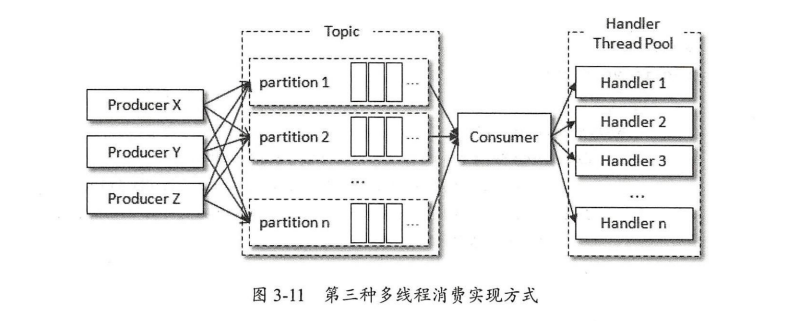 Topic
Handler
Thread Pool
Producer X
Producer Y
Producer Z
partition 1
...
partition 2
...
...
partition n
...
Consumer
Handler 1
Handler 2
Handler 3
...
Handler n
图 3-11 第三种多线程消费实现方式